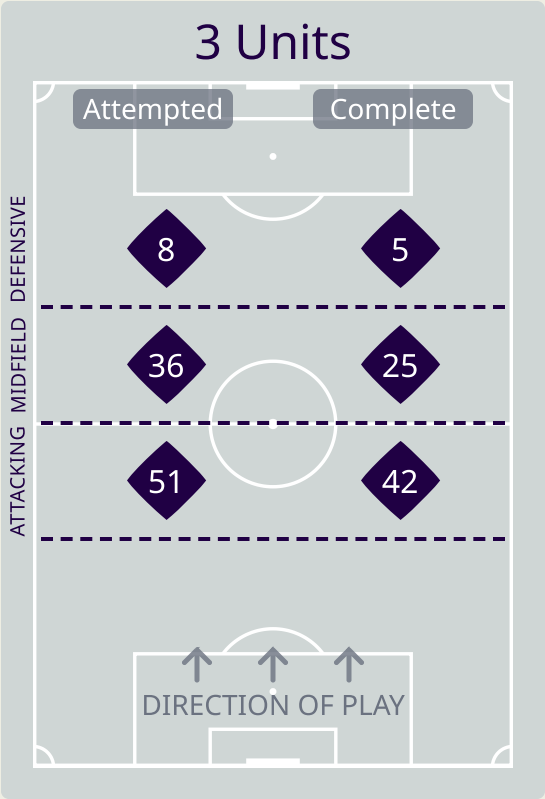 3 Units
Attempted Complete
DEFENSIVE
8 5
MIDFIELD
36 25
ATTACKING
51 42
DIRECTION OF PLAY